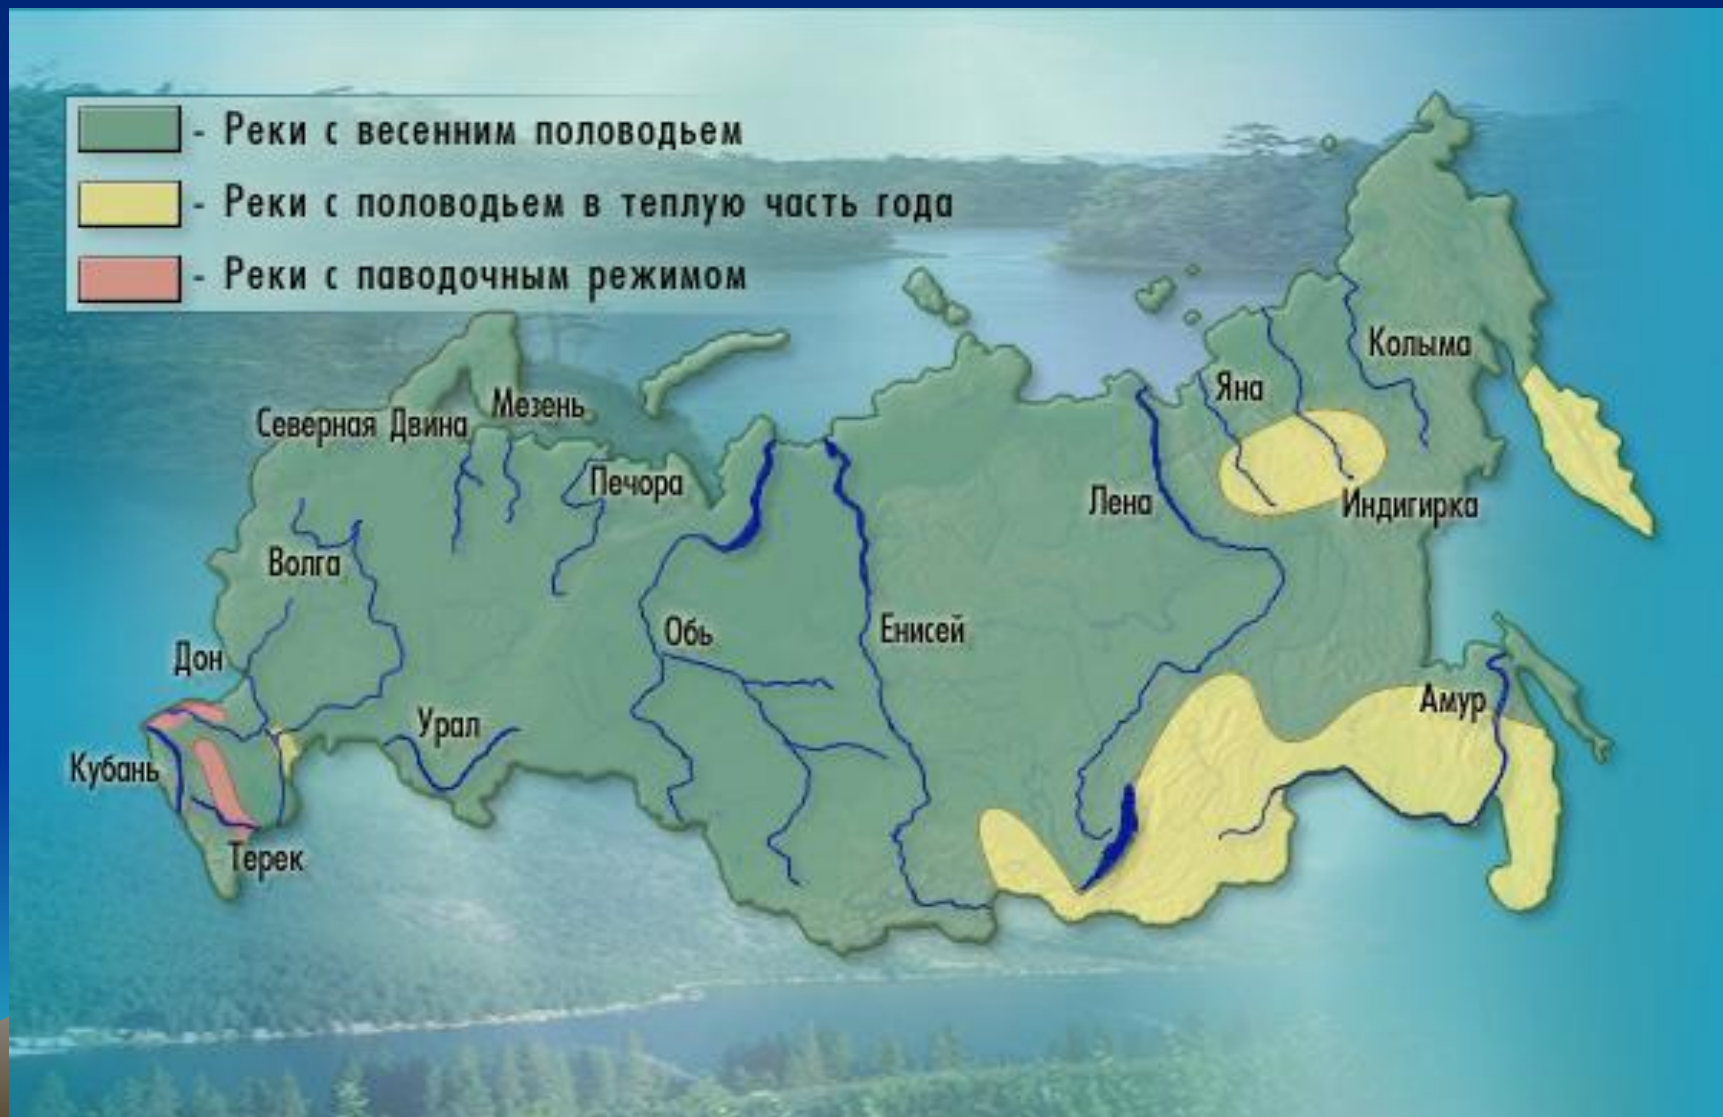 - Реки с весенним половодьем
- Реки с половодьем в теплую часть года
- Реки с паводочным режимом
Колыма
Яна
Мезень
Северная Двина
Печора
Лена
Индигирка
Волга
Обь
Енисей
Дон
Амур
Урал
Кубань
Терек